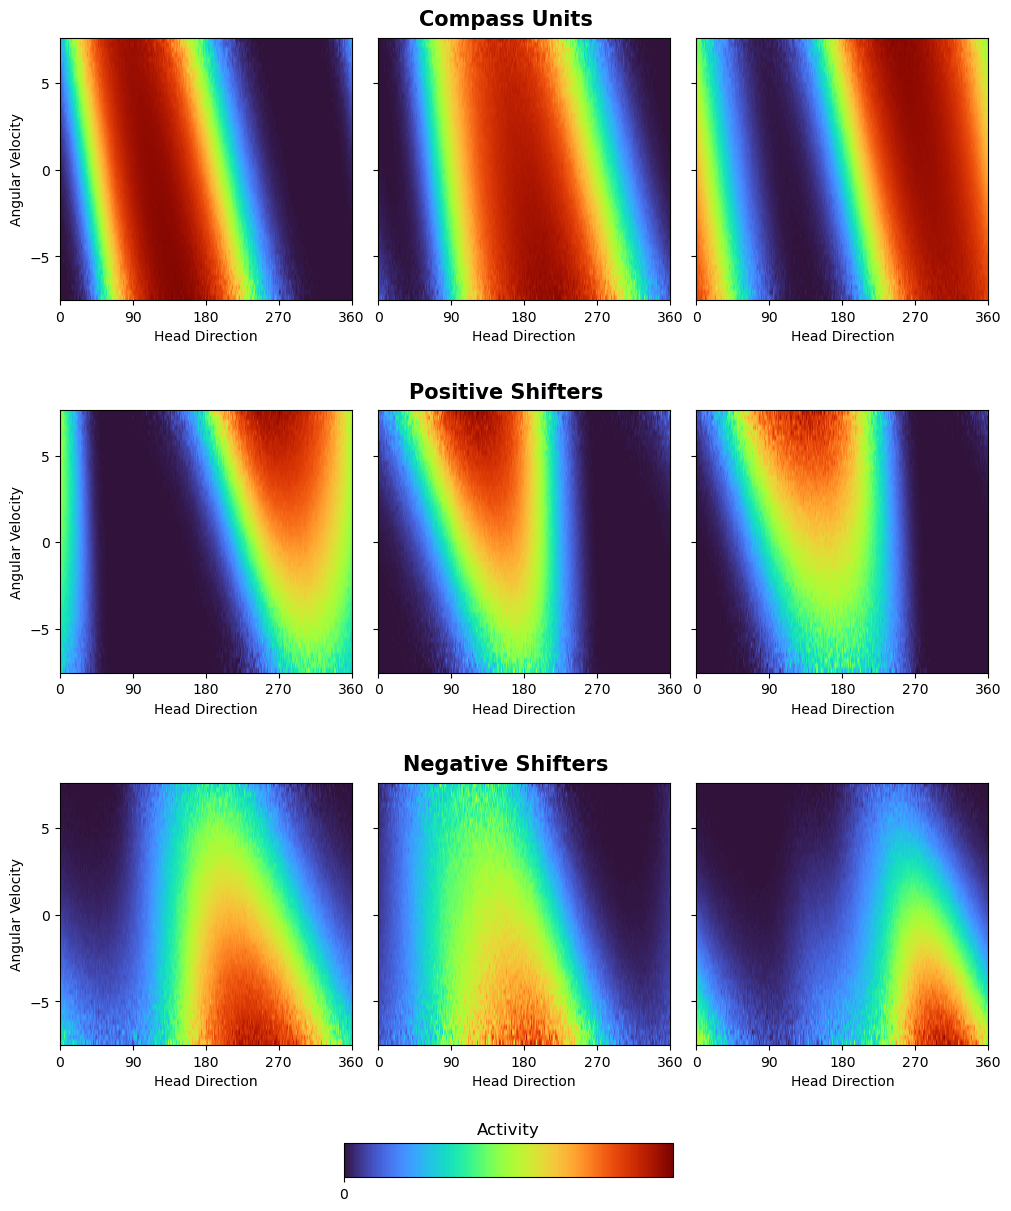 Compass Units
5
0
−5
Angular Velocity
0 90 180 270 360 0 90 180 270 360 0 90 180 270 360
Head Direction Head Direction Head Direction
Positive Shifters
5
0
−5
Angular Velocity
0 90 180 270 360 0 90 180 270 360 0 90 180 270 360
Head Direction Head Direction Head Direction
Negative Shifters
5
0
−5
Angular Velocity
0 90 180 270 360 0 90 180 270 360 0 90 180 270 360
Head Direction Head Direction Head Direction
Activity
0